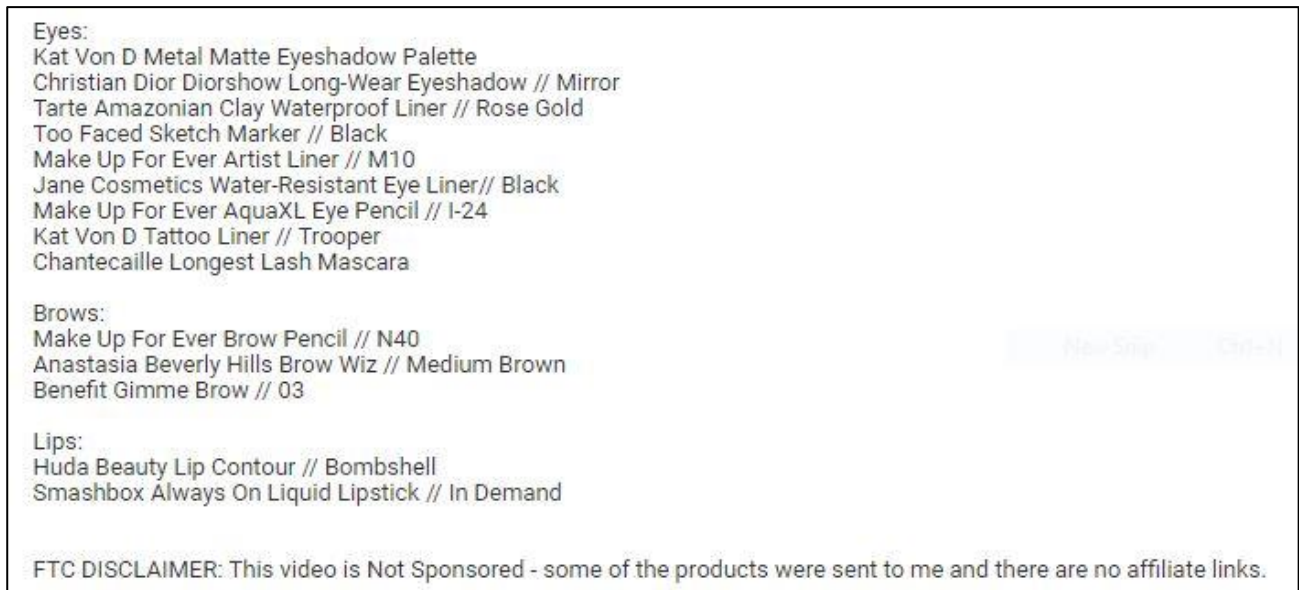 Eyes:
Kat Von D Metal Matte Eyeshadow Palette
Christian Dior Diorshow Long-Wear Eyeshadow // Mirror
Tarte Amazonian Clay Waterproof Liner // Rose Gold
Too Faced Sketch Marker // Black
Make Up For Ever Artist Liner // M10
Jane Cosmetics Water-Resistant Eye Liner// Black
Make Up For Ever AquaXL Eye Pencil // I-24
Kat Von D Tattoo Liner // Trooper
Chantecaille Longest Lash Mascara
Brows:
Make Up For Ever Brow Pencil // N40
Anastasia Beverly Hills Brow Wiz // Medium Brown
Benefit Gimme Brow // 03
New Snip Ctrl+N
Lips:
Huda Beauty Lip Contour // Bombshell
Smashbox Always On Liquid Lipstick // In Demand
FTC DISCLAIMER: This video is Not Sponsored - some of the products were sent to me and there are no affiliate links.